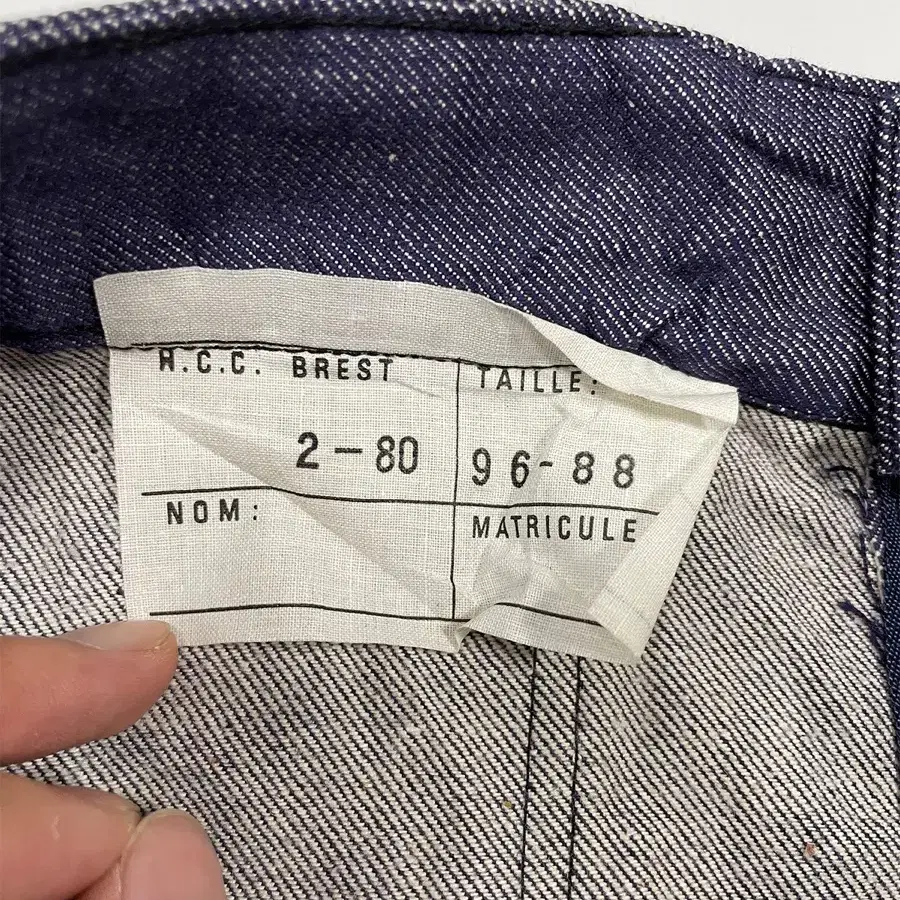 H.C.C. BREST
TAILLE:
2-80
96-88
NOM:
MATRICULE